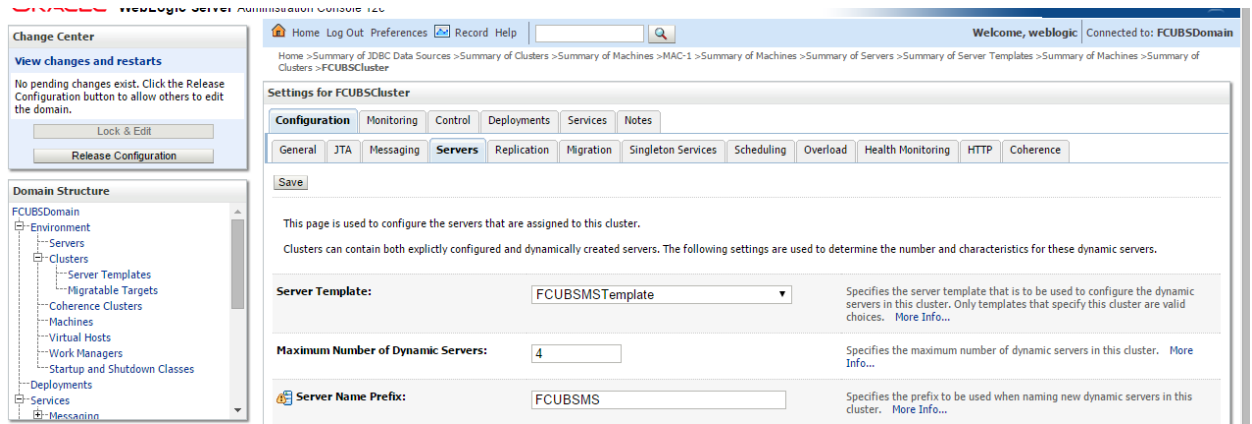 ORACLE WebLogic Server Administration Console 12c
Change Center
View changes and restarts
No pending changes exist. Click the Release
Configuration button to allow others to edit
the domain.
Lock & Edit
Release Configuration
Domain Structure
FCUBSDomain
Environment
Servers
Clusters
Server Templates
Migratable Targets
Coherence Clusters
Machines
Virtual Hosts
Work Managers
Startup and Shutdown Classes
Deployments
Services
Messaging
Home Log Out Preferences Record Help
Welcome, weblogic Connected to: FCUBSDomain
Home >Summary of JDBC Data Sources >Summary of Clusters >Summary of Machines >MAC-1 >Summary of Machines >Summary of Servers >Summary of Server Templates >Summary of Machines >Summary of
Clusters >FCUBSCluster
Settings for FCUBSCluster
Configuration Monitoring Control Deployments Services Notes
General JTA Messaging Servers Replication Migration Singleton Services Scheduling Overload Health Monitoring HTTP Coherence
Save
This page is used to configure the servers that are assigned to this cluster.
Clusters can contain both explictly configured and dynamically created servers. The following settings are used to determine the number and characteristics for these dynamic servers.
Server Template: FCUBSMSTemplate
Specifies the server template that is to be used to configure the dynamic
servers in this cluster. Only templates that specify this cluster are valid
choices. More Info...
Maximum Number of Dynamic Servers: 4
Specifies the maximum number of dynamic servers in this cluster. More
Info...
Server Name Prefix: FCUBSMS
Specifies the prefix to be used when naming new dynamic servers in this
cluster. More Info...